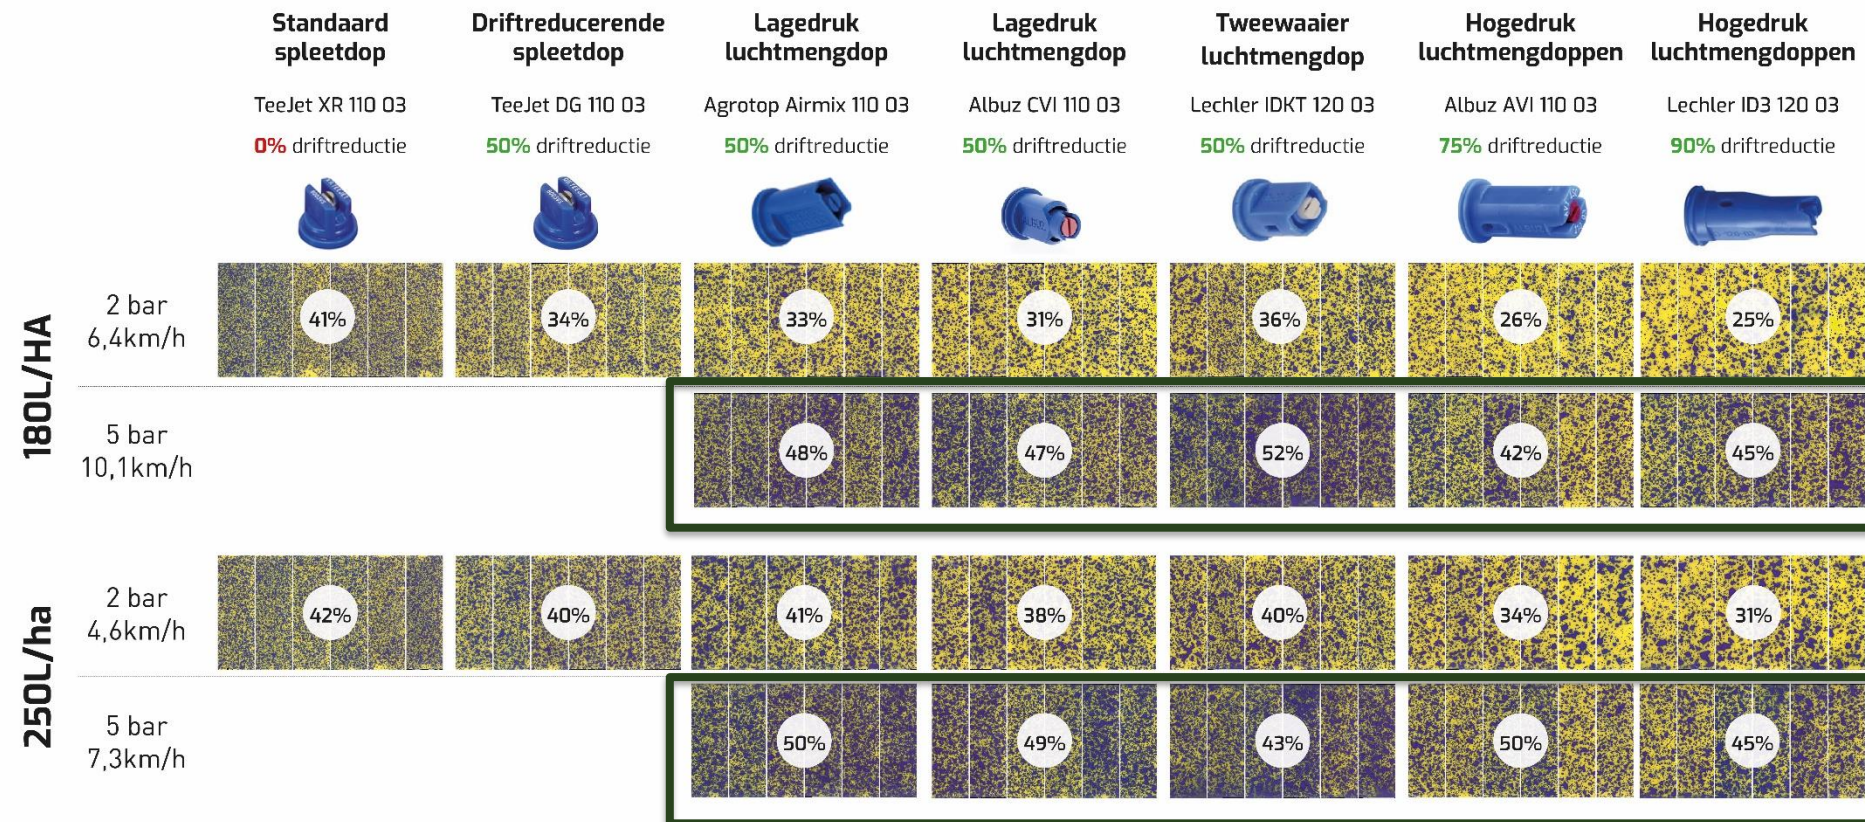 Standaard
spleetdop
TeeJet XR 110 03
0% driftreductie
Driftreducerende
spleetdop
TeeJet DG 110 03
50% driftreductie
Lagedruk
luchtmengdop
Agrotop Airmix 110 03
50% driftreductie
Lagedruk
luchtmengdop
Albuz CVI 110 03
50% driftreductie
Tweewaaier
luchtmengdop
Lechler IDKT 120 03
50% driftreductie
Hogedruk
luchtmengdoppen
Albuz AVI 110 03
75% driftreductie
Hogedruk
luchtmengdoppen
Lechler ID3 120 03
90% driftreductie
180L/HA
2 bar
6,4km/h
41%
34%
33%
31%
36%
26%
25%
5 bar
10,1km/h
48%
47%
52%
42%
45%
250L/ha
2 bar
4,6km/h
42%
40%
41%
38%
40%
34%
31%
5 bar
7,3km/h
50%
49%
43%
50%
45%